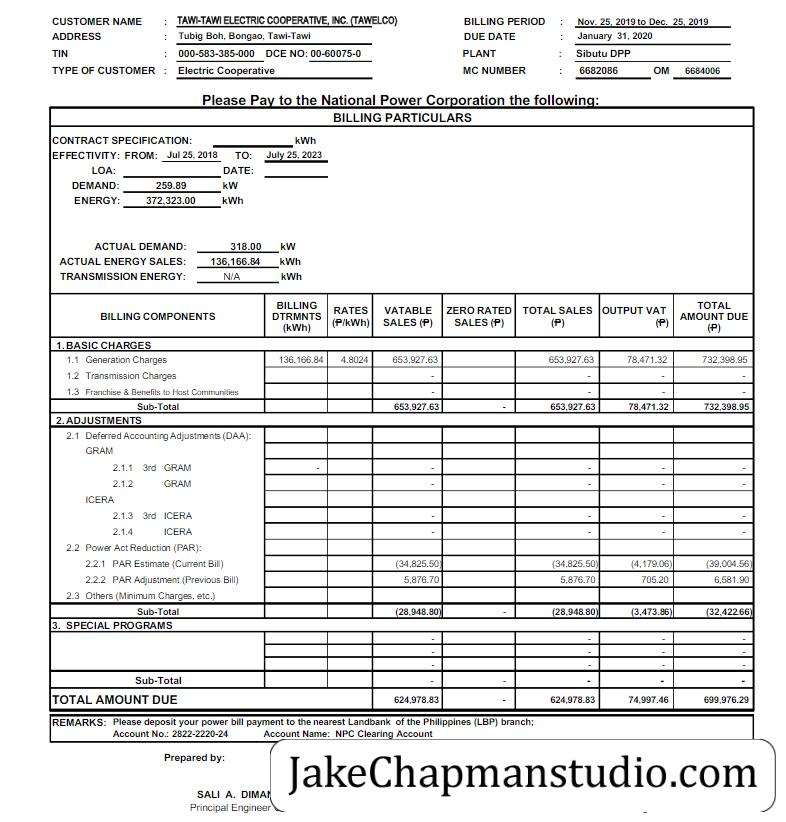 CUSTOMER NAME : TAWI-TAWI ELECTRIC COOPERATIVE, INC. (TAWELCO) BILLING PERIOD : Nov. 25, 2019 to Dec. 25, 2019
ADDRESS : Tubig Boh, Bongao, Tawi-Tawi DUE DATE : January 31, 2020
TIN : 000-583-385-000 DCE NO: 00-60075-0 PLANT : Sibutu DPP
TYPE OF CUSTOMER : Electric Cooperative MC NUMBER : 6682086 OM 6684006
Please Pay to the National Power Corporation the following:
BILLING PARTICULARS
CONTRACT SPECIFICATION: kWh
EFFECTIVITY: FROM: Jul 25, 2018 TO: July 25, 2023
LOA: DATE:
DEMAND: 259.89 kW
ENERGY: 372,323.00 kWh
ACTUAL DEMAND: 318.00 kW
ACTUAL ENERGY SALES: 136,166.84 kWh
TRANSMISSION ENERGY: N/A kWh
BILLING COMPONENTS BILLING DTRMNTS (kWh) RATES (₱/kWh) VATABLE SALES (₱) ZERO RATED SALES (₱) TOTAL SALES (₱) OUTPUT VAT (₱) TOTAL AMOUNT DUE (₱)
1. BASIC CHARGES
1.1 Generation Charges 136,166.84 4.8024 653,927.63 653,927.63 78,471.32 732,398.95
1.2 Transmission Charges - - - -
1.3 Franchise & Benefits to Host Communities - - - -
Sub-Total 653,927.63 - 653,927.63 78,471.32 732,398.95
2. ADJUSTMENTS
2.1 Deferred Accounting Adjustments (DAA):
GRAM
2.1.1 3rd GRAM - - - - -
2.1.2 GRAM - - - -
ICERA
2.1.3 3rd ICERA - - - -
2.1.4 ICERA - - - -
2.2 Power Act Reduction (PAR):
2.2.1 PAR Estimate (Current Bill) (34,825.50) (34,825.50) (4,179.06) (39,004.56)
2.2.2 PAR Adjustment (Previous Bill) 5,876.70 5,876.70 705.20 6,581.90
2.3 Others (Minimum Charges, etc.)
Sub-Total (28,948.80) - (28,948.80) (3,473.86) (32,422.66)
3. SPECIAL PROGRAMS
- - - -
- - - -
- - - -
Sub-Total - - - - -
TOTAL AMOUNT DUE 624,978.83 - 624,978.83 74,997.46 699,976.29
REMARKS: Please deposit your power bill payment to the nearest Landbank of the Philippines (LBP) branch;
Account No.: 2822-2220-24 Account Name: NPC Clearing Account
Prepared by:
JakeChapmanstudio.com
SALI A. DIMAN
Principal Engineer